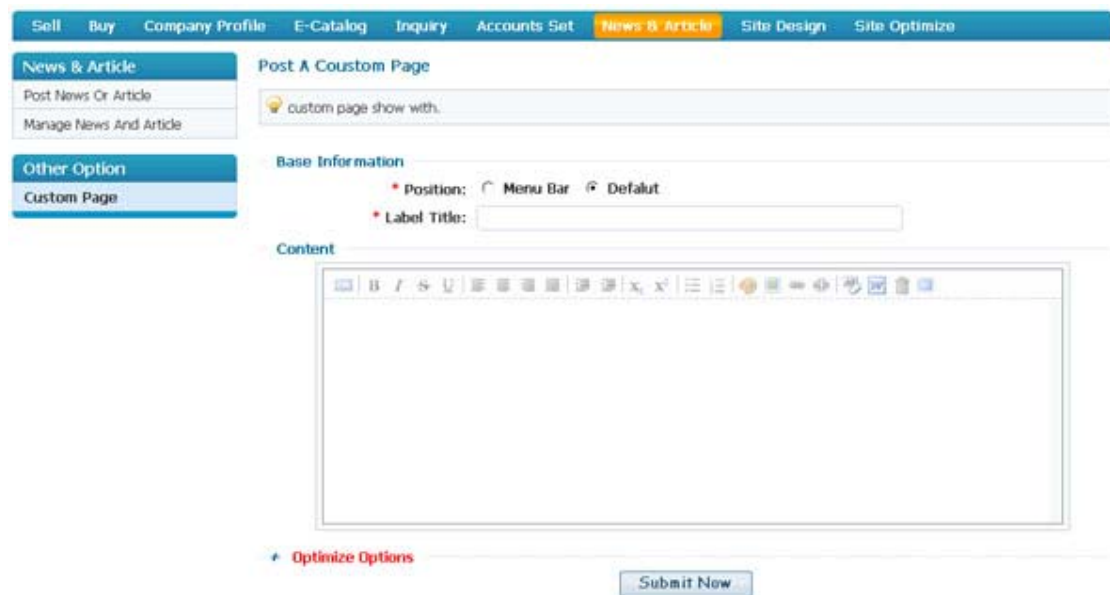 Sell Buy Company Profile E-Catalog Inquiry Accounts Set News & Article Site Design Site Optimize
News & Article
Post News Or Article
Manage News And Article
Other Option
Custom Page
Post A Coustom Page
custom page show with.
Base Information
* Position: Menu Bar Defalut
* Label Title:
Content
B I S U X, X²
Optimize Options
Submit Now